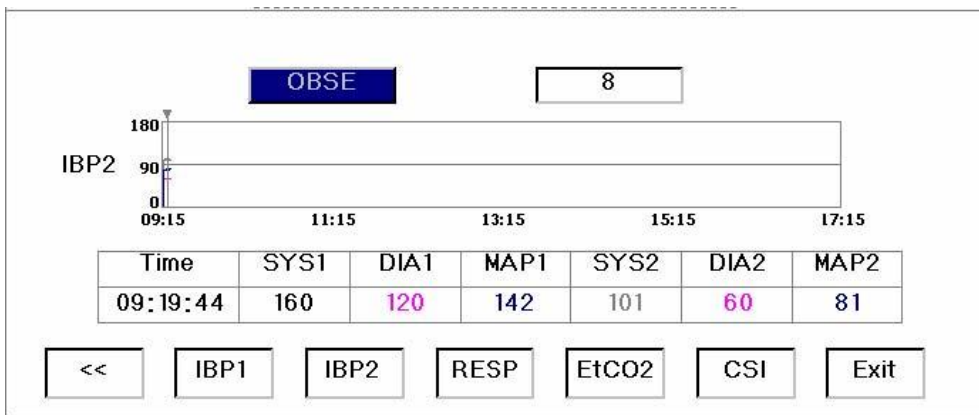 OBSE 8
180
IBP2 90
0
09:15 11:15 13:15 15:15 17:15
Time SYS1 DIA1 MAP1 SYS2 DIA2 MAP2
09:19:44 160 120 142 101 60 81
<< IBP1 IBP2 RESP EtCO2 CSI Exit